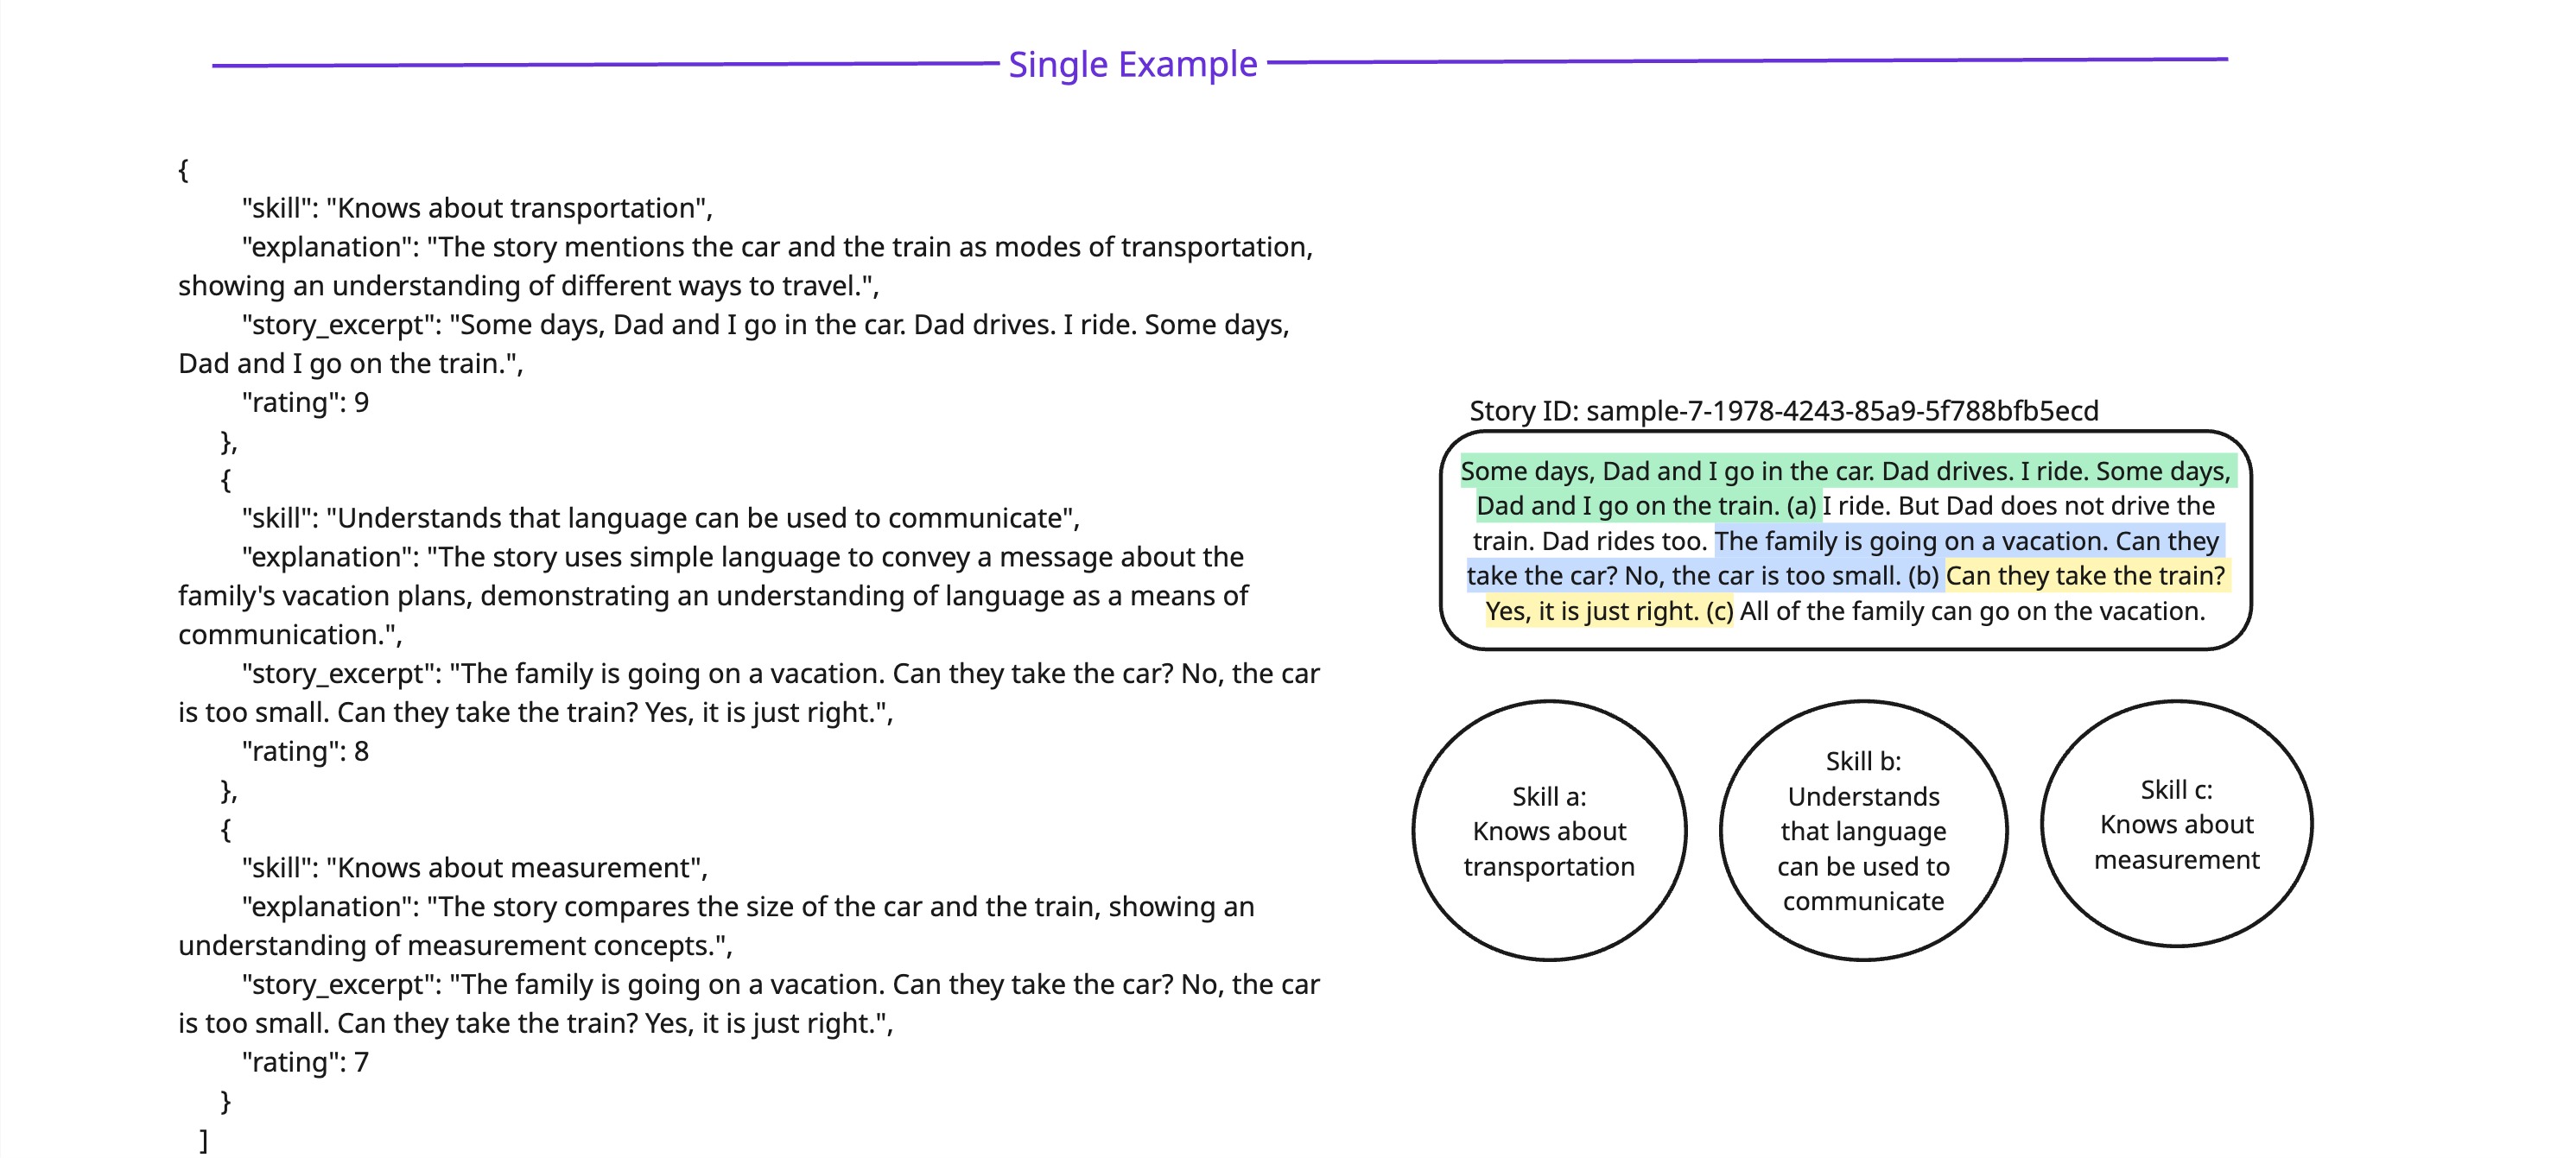 Single Example
{
"skill": "Knows about transportation",
"explanation": "The story mentions the car and the train as modes of transportation,
showing an understanding of different ways to travel.",
"story_excerpt": "Some days, Dad and I go in the car. Dad drives. I ride. Some days,
Dad and I go on the train.",
"rating": 9
},
{
"skill": "Understands that language can be used to communicate",
"explanation": "The story uses simple language to convey a message about the
family's vacation plans, demonstrating an understanding of language as a means of
communication.",
"story_excerpt": "The family is going on a vacation. Can they take the car? No, the car
is too small. Can they take the train? Yes, it is just right.",
"rating": 8
},
{
"skill": "Knows about measurement",
"explanation": "The story compares the size of the car and the train, showing an
understanding of measurement concepts.",
"story_excerpt": "The family is going on a vacation. Can they take the car? No, the car
is too small. Can they take the train? Yes, it is just right.",
"rating": 7
}
]
Story ID: sample-7-1978-4243-85a9-5f788bfb5ecd
Some days, Dad and I go in the car. Dad drives. I ride. Some days,
Dad and I go on the train. (a) I ride. But Dad does not drive the
train. Dad rides too. The family is going on a vacation. Can they
take the car? No, the car is too small. (b) Can they take the train?
Yes, it is just right. (c) All of the family can go on the vacation.
Skill a:
Knows about
transportation
Skill b:
Understands
that language
can be used to
communicate
Skill c:
Knows about
measurement